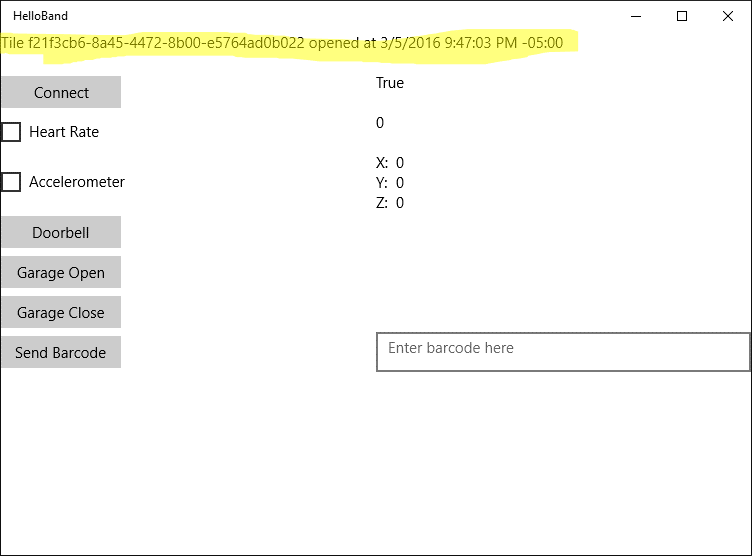 HelloBand
Tile f21f3cb6-8a45-4472-8b00-e5764ad0b022 opened at 3/5/2016 9:47:03 PM -05:00
Connect
True
Heart Rate
0
Accelerometer
X: 0
Y: 0
Z: 0
Doorbell
Garage Open
Garage Close
Send Barcode
Enter barcode here